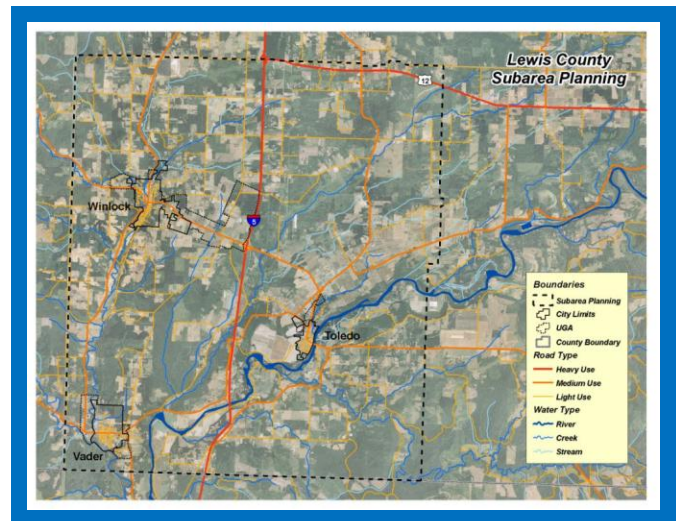 Lewis County
Subarea Planning
12
Winlock
5
Toledo
Vader
Boundaries
Subarea Planning
City Limits
UGA
County Boundary
Road Type
Heavy Use
Medium Use
Light Use
Water Type
River
Creek
Stream